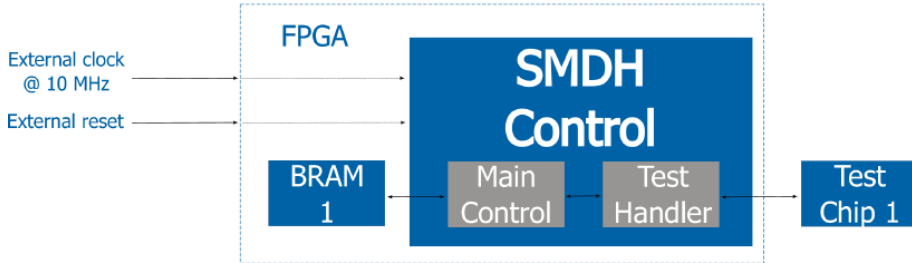 FPGA
External clock
@ 10 MHz
External reset
SMDH
Control
BRAM
1
Main
Control
Test
Handler
Test
Chip 1